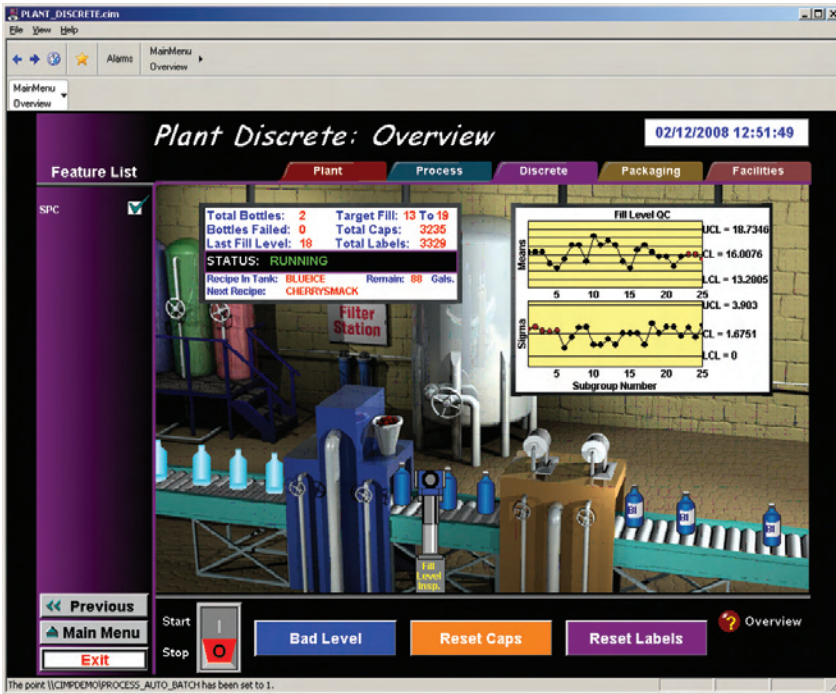 PLANT_DISCRETE.cim
File View Help
Alarms
MainMenu
Overview
MainMenu
Overview
Plant Discrete: Overview
02/12/2008 12:51:49
Feature List
Plant Process Discrete Packaging Facilities
SPC
Total Bottles: 2 Target Fill: 13 To 19
Bottles Failed: 0 Total Caps: 3235
Last Fill Level: 18 Total Labels: 3329
STATUS: RUNNING
Recipe In Tank: BLUEICE Remain: 88 Gals.
Next Recipe: CHERRYSMACK
Fill Level QC
Means
UCL = 18.7346
CL = 16.0076
LCL = 13.2805
5 10 15 20 25
Sigma
UCL = 3.903
CL = 1.6751
LCL = 0
5 10 15 20 25
Subgroup Number
Filter
Station
BI
BI
BI
Fill
Level
Insp.
Previous
Main Menu
Exit
Start
Stop
I
O
Bad Level
Reset Caps
Reset Labels
? Overview
The point \\CIMPDEMO\PROCESS_AUTO_BATCH has been set to 1.